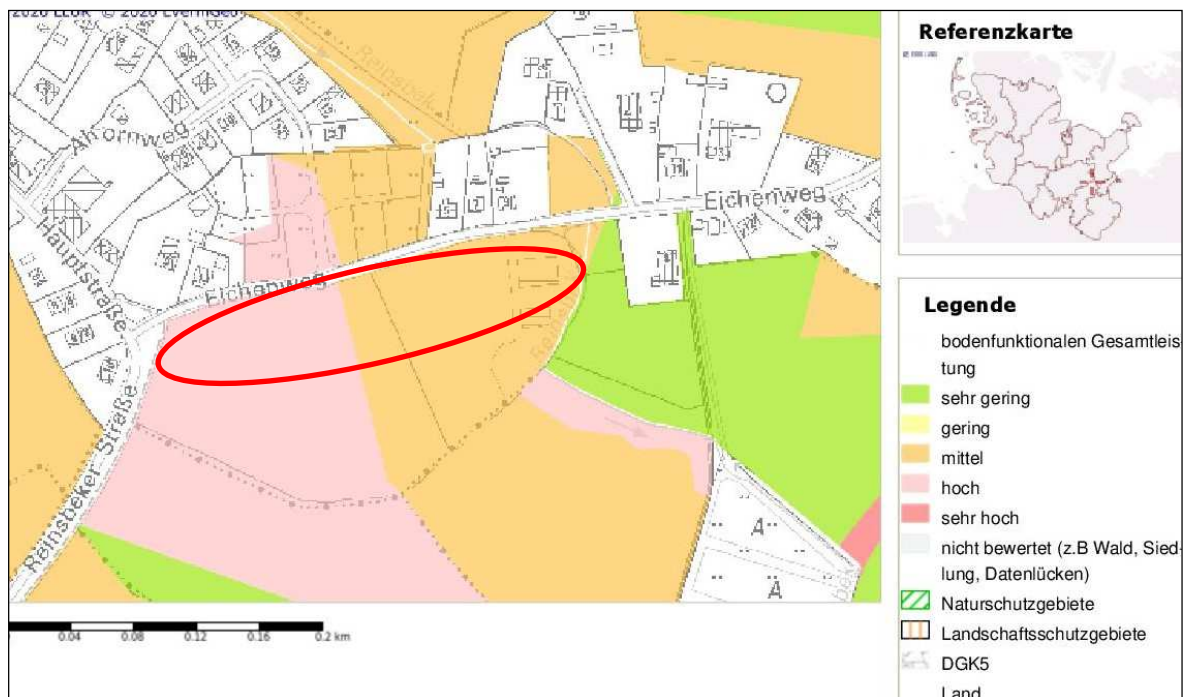 Reinsbek
Ahornweg
Hauptstraße
Eichenweg
Eichenweg
Reinsbeker Straße
A
A
0.04 0.08 0.12 0.16 0.2 km
Referenzkarte
Legende
bodenfunktionalen Gesamtleis
tung
sehr gering
gering
mittel
hoch
sehr hoch
nicht bewertet (z.B Wald, Sied-
lung, Datenlücken)
Naturschutzgebiete
Landschaftsschutzgebiete
DGK5
Land